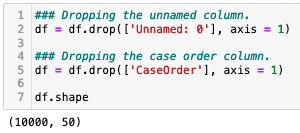 1 ### Dropping the unnamed column.
2 df = df.drop(['Unnamed: 0'], axis = 1)
3
4 ### Dropping the case order column.
5 df = df.drop(['CaseOrder'], axis = 1)
6
7 df.shape
(10000, 50)